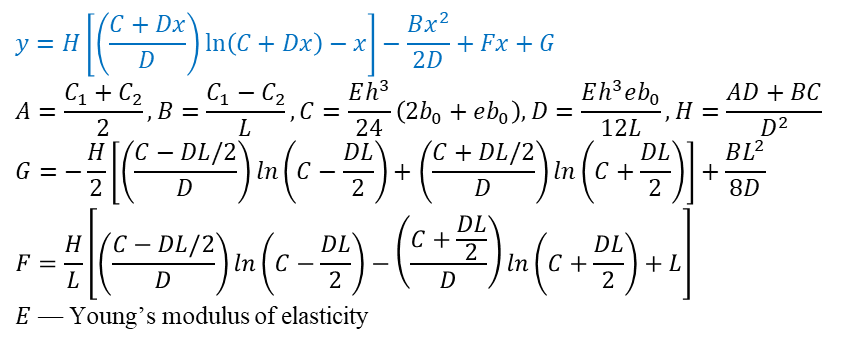 y = H [((C + Dx)/D) ln(C + Dx) − x] − Bx²/2D + Fx + G
A = (C₁ + C₂)/2, B = (C₁ − C₂)/L, C = Eh³/24 (2b₀ + eb₀), D = Eh³eb₀/12L, H = (AD + BC)/D²
G = −H/2 [((C − DL/2)/D) ln (C − DL/2) + ((C + DL/2)/D) ln (C + DL/2)] + BL²/8D
F = H/L [((C − DL/2)/D) ln (C − DL/2) − ((C + DL/2)/D) ln (C + DL/2) + L]
E — Young’s modulus of elasticity